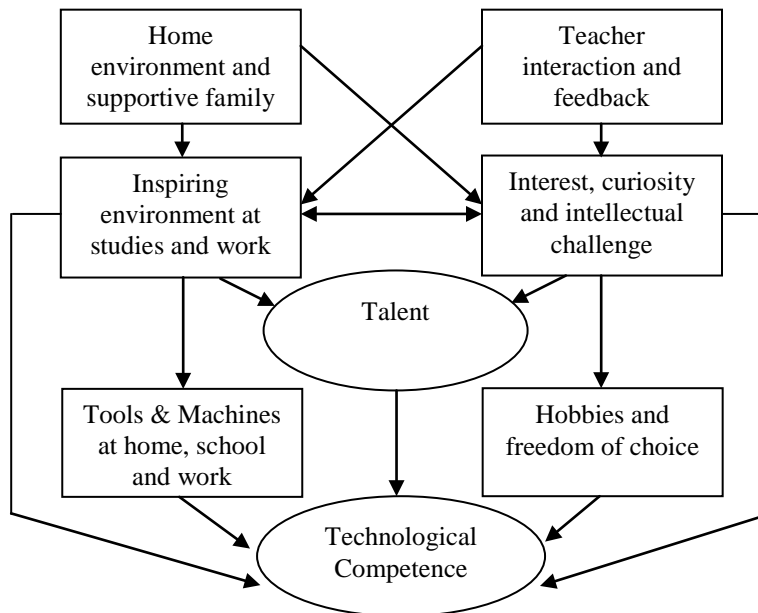 Home
environment and
supportive family
Teacher
interaction and
feedback
Inspiring
environment at
studies and work
Interest, curiosity
and intellectual
challenge
Talent
Tools & Machines
at home, school
and work
Hobbies and
freedom of choice
Technological
Competence